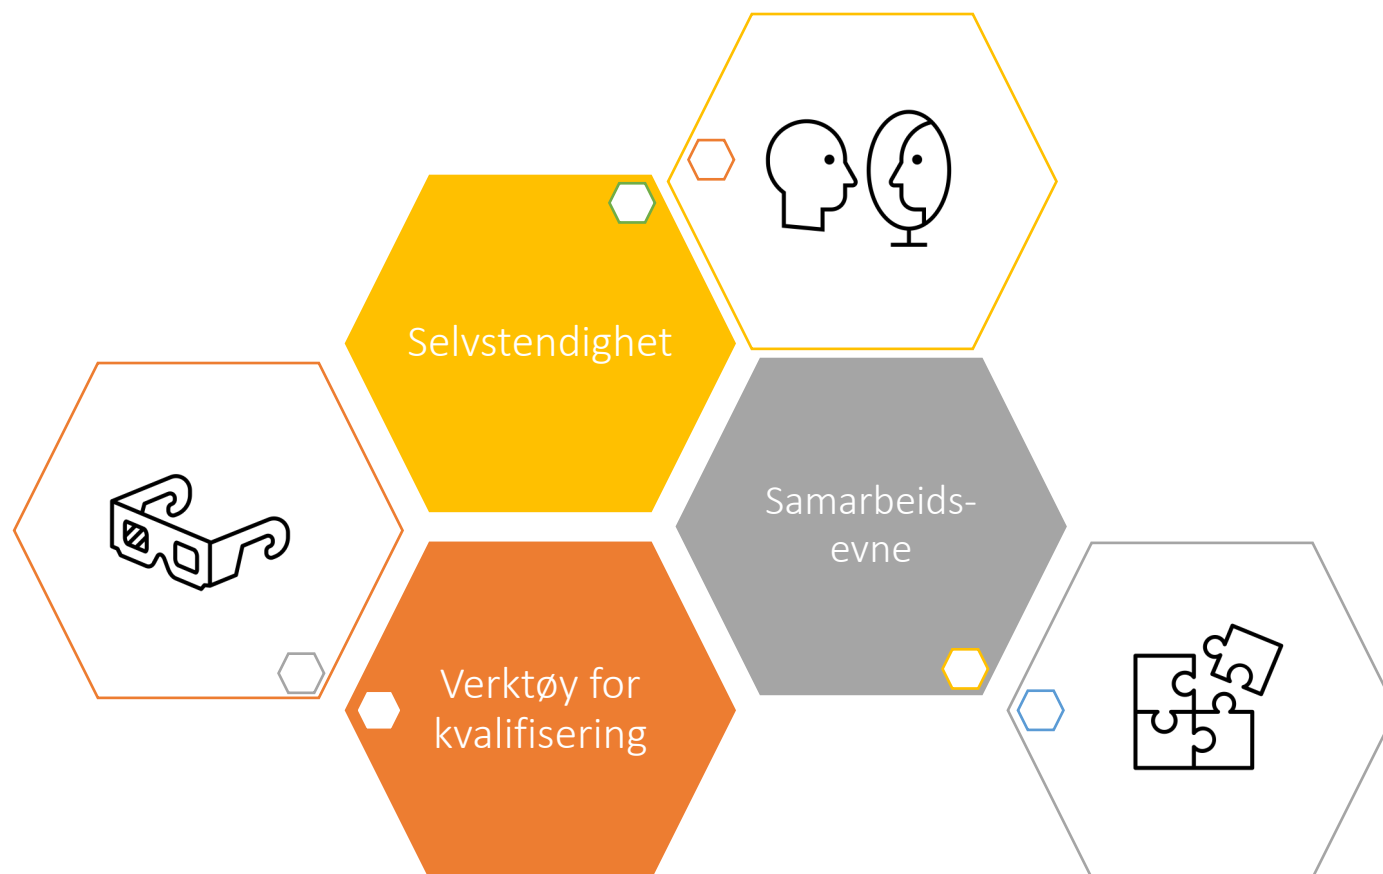 Selvstendighet
Samarbeids-
evne
Verktøy for
kvalifisering